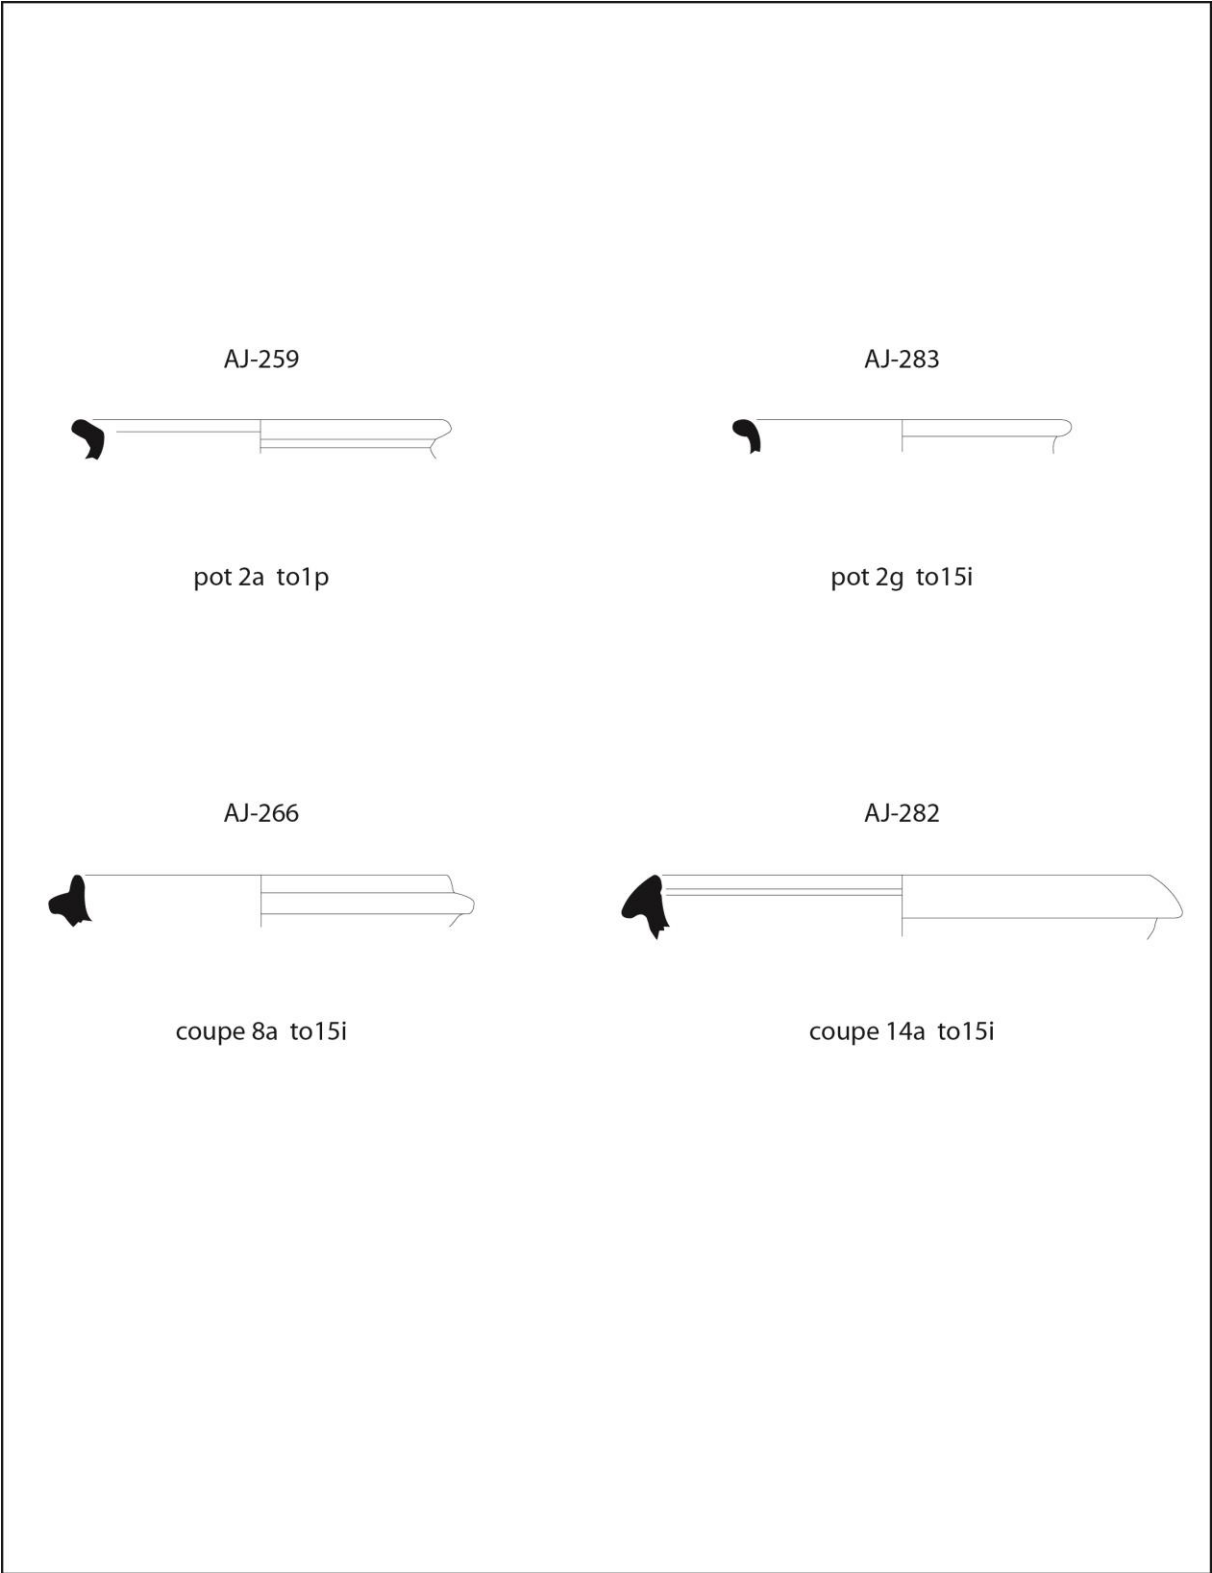 AJ-259
AJ-283
pot 2a to1p
pot 2g to15i
AJ-266
AJ-282
coupe 8a to15i
coupe 14a to15i